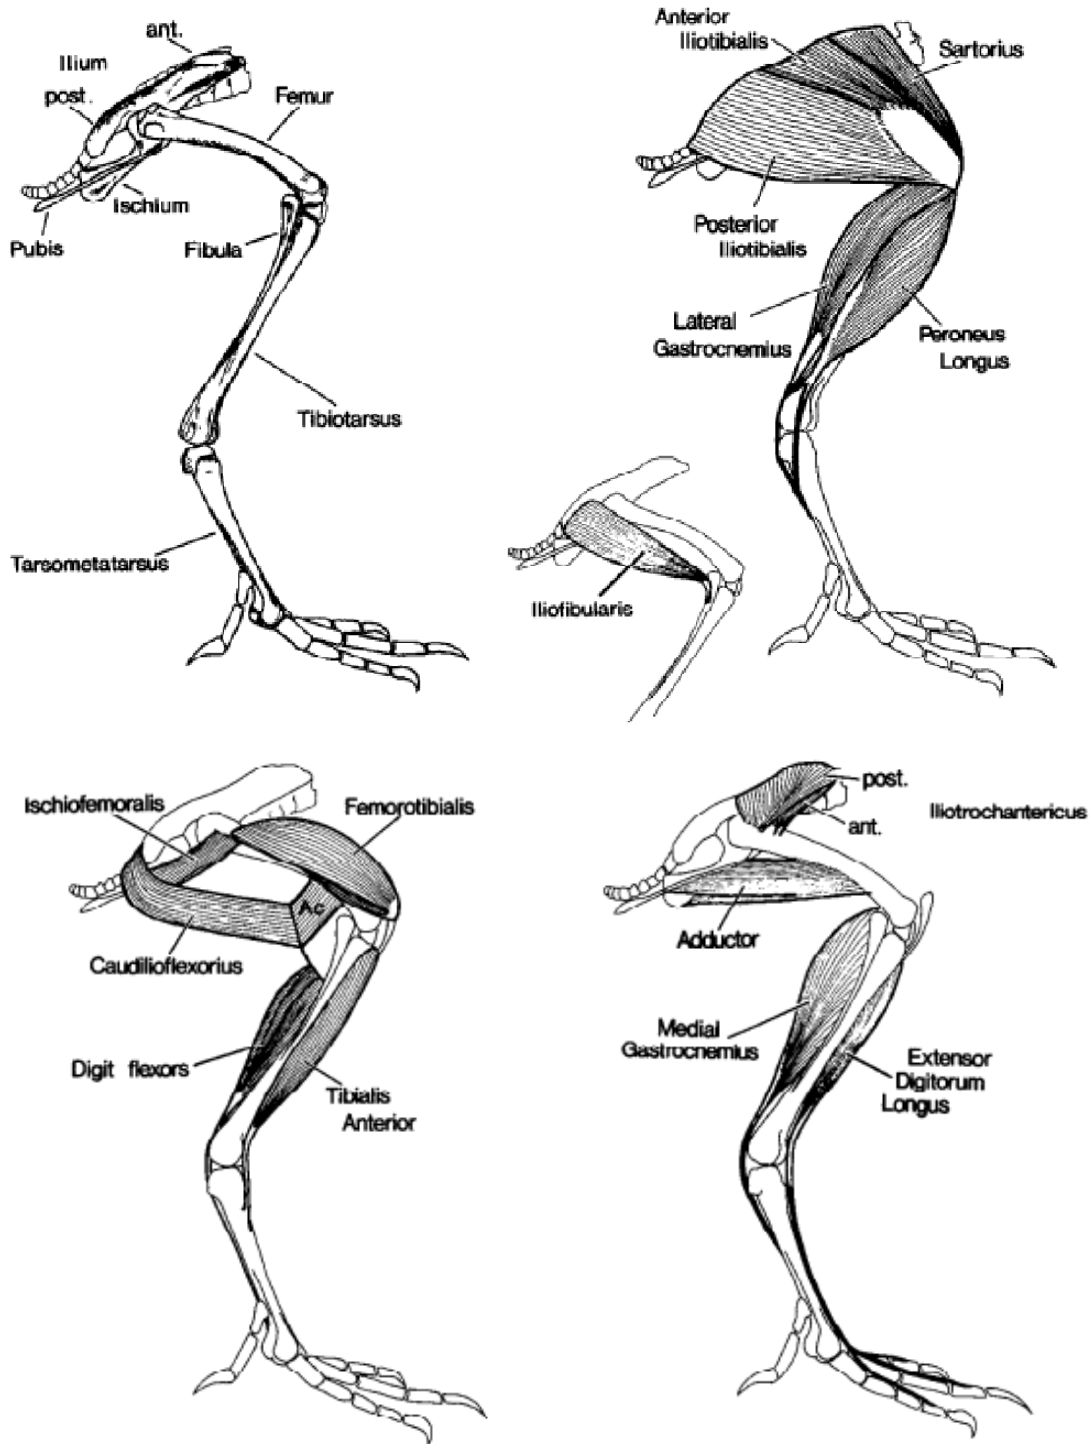 ant.
Ilium
post.
Femur
Ischium
Pubis
Fibula
Tibiotarsus
Tarsometatarsus
Anterior
Iliotibialis
Sartorius
Posterior
Iliotibialis
Lateral
Gastrocnemius
Peroneus
Longus
Iliofibularis
Ischiofemoralis
Femorotibialis
Ac
Caudilioflexorius
Digit flexors
Tibialis
Anterior
post.
Iliotrochantericus
ant.
Adductor
Medial
Gastrocnemius
Extensor
Digitorum
Longus